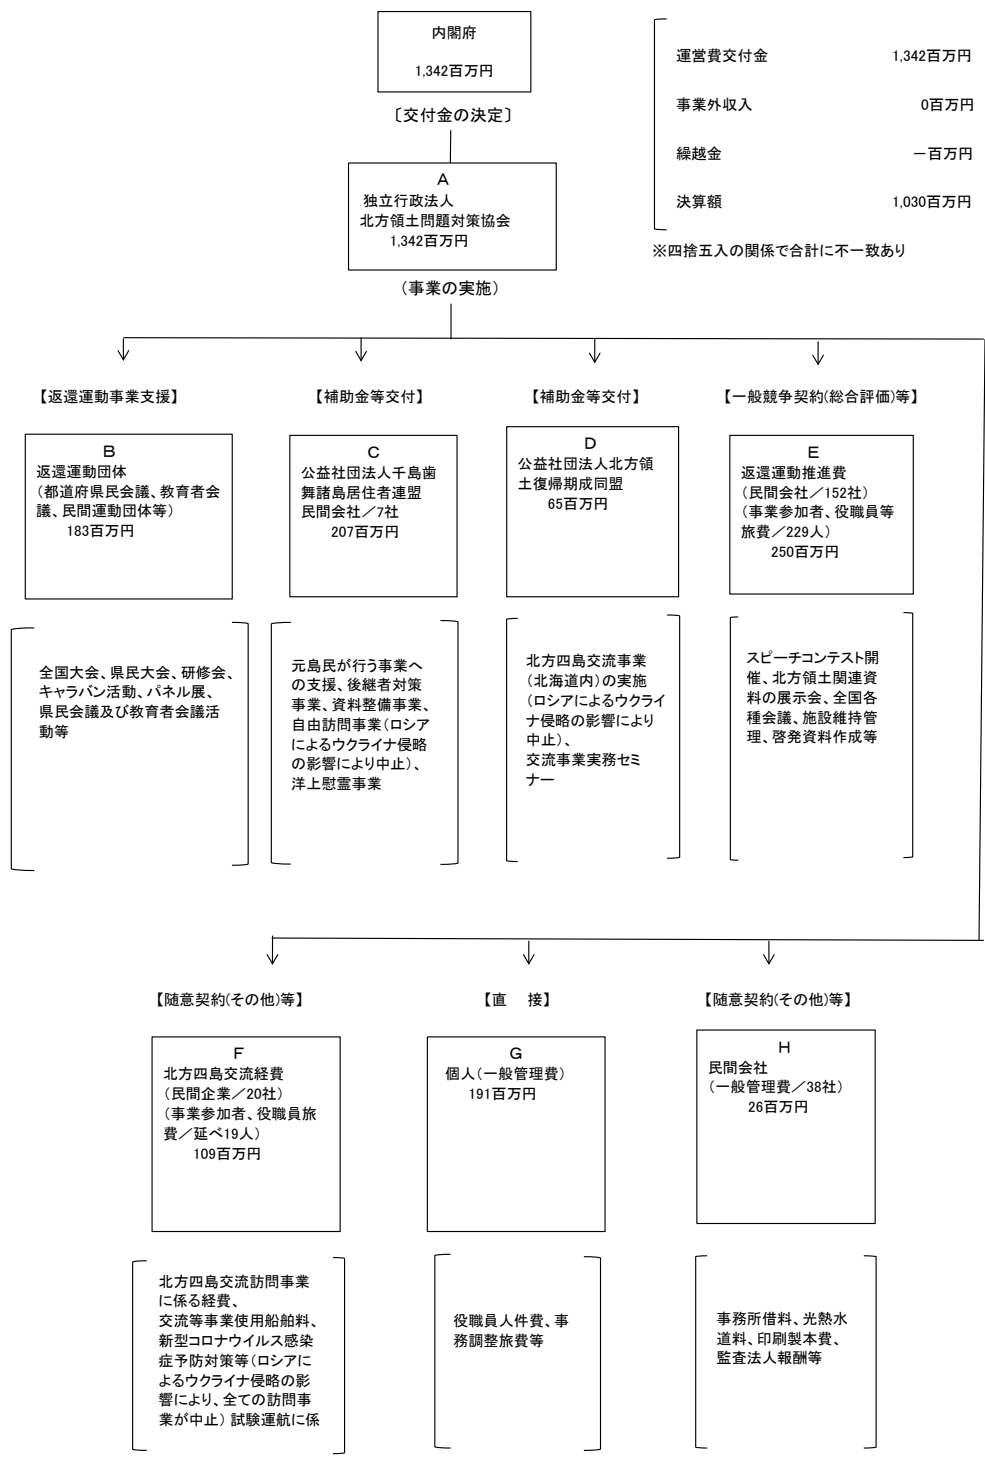 内閣府
1,342百万円
〔交付金の決定〕
運営費交付金 1,342百万円
事業外収入 0百万円
繰越金 －百万円
決算額 1,030百万円
※四捨五入の関係で合計に不一致あり
A
独立行政法人
北方領土問題対策協会
1,342百万円
（事業の実施）
【返還運動事業支援】
B
返還運動団体
（都道府県民会議、教育者会
議、民間運動団体等）
183百万円
全国大会、県民大会、研修会、
キャラバン活動、パネル展、
県民会議及び教育者会議活
動等
【補助金等交付】
C
公益社団法人千島歯
舞諸島居住者連盟
民間会社／7社
207百万円
元島民が行う事業へ
の支援、後継者対策
事業、資料整備事業、
自由訪問事業（ロシア
によるウクライナ侵略
の影響により中止）、
洋上慰霊事業
【補助金等交付】
D
公益社団法人北方領
土復帰期成同盟
65百万円
北方四島交流事業
（北海道内）の実施
（ロシアによるウクライ
ナ侵略の影響により
中止）、
交流事業実務セミ
ナー
【一般競争契約（総合評価）等】
E
返還運動推進費
（民間会社／152社）
（事業参加者、役職員等
旅費／229人）
250百万円
スピーチコンテスト開
催、北方領土関連資
料の展示会、全国各
種会議、施設維持管
理、啓発資料作成等
【随意契約（その他）等】
F
北方四島交流経費
（民間企業／20社）
（事業参加者、役職員旅
費／延べ19人）
109百万円
北方四島交流訪問事業
に係る経費、
交流等事業使用船舶料、
新型コロナウイルス感染
症予防対策等（ロシアに
よるウクライナ侵略の影
響により、全ての訪問事
業が中止）試験運航に係
【直　接】
G
個人（一般管理費）
191百万円
役職員人件費、事
務調整旅費等
【随意契約（その他）等】
H
民間会社
（一般管理費／38社）
26百万円
事務所借料、光熱水
道料、印刷製本費、
監査法人報酬等